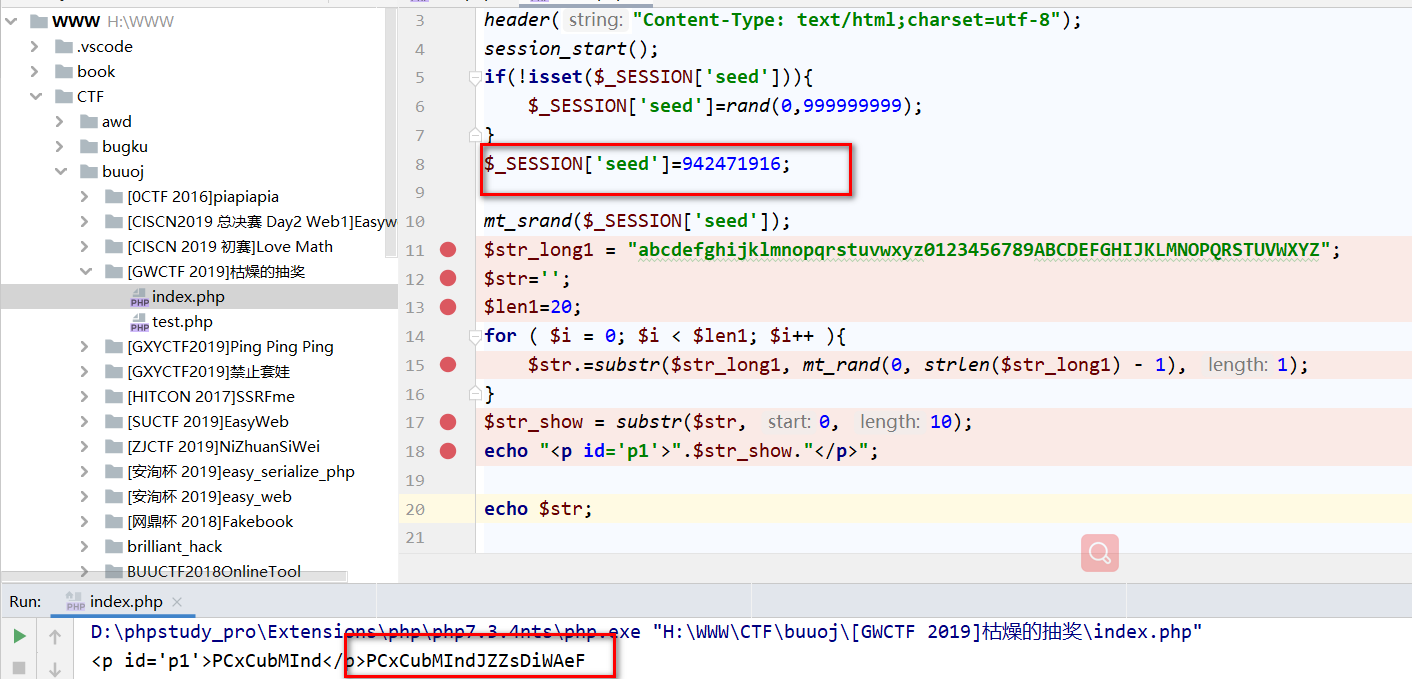 WWW H:\WWW
.vscode
book
CTF
awd
bugku
buuoj
[0CTF 2016]piapiapia
[CISCN2019 总决赛 Day2 Web1]Easyw
[CISCN 2019 初赛]Love Math
[GWCTF 2019]枯燥的抽奖
index.php
test.php
[GXYCTF2019]Ping Ping Ping
[GXYCTF2019]禁止套娃
[HITCON 2017]SSRFme
[SUCTF 2019]EasyWeb
[ZJCTF 2019]NiZhuanSiWei
[安洵杯 2019]easy_serialize_php
[安洵杯 2019]easy_web
[网鼎杯 2018]Fakebook
brilliant_hack
BUUCTF2018OnlineTool
3 header( string: "Content-Type: text/html;charset=utf-8");
4 session_start();
5 if(!isset($_SESSION['seed'])){
6 $_SESSION['seed']=rand(0,999999999);
7 }
8 $_SESSION['seed']=942471916;
9
10 mt_srand($_SESSION['seed']);
11 $str_long1 = "abcdefghijklmnopqrstuvwxyz0123456789ABCDEFGHIJKLMNOPQRSTUVWXYZ";
12 $str='';
13 $len1=20;
14 for ( $i = 0; $i < $len1; $i++ ){
15 $str.=substr($str_long1, mt_rand(0, strlen($str_long1) - 1), length: 1);
16 }
17 $str_show = substr($str, start: 0, length: 10);
18 echo "<p id='p1'>".$str_show."</p>";
19
20 echo $str;
21
Run: index.php
D:\phpstudy_pro\Extensions\php\php7.3.4nts\php.exe "H:\WWW\CTF\buuoj\[GWCTF 2019]枯燥的抽奖\index.php"
<p id='p1'>PCxCubMInd</p>PCxCubMIndJZZsDiWAeF